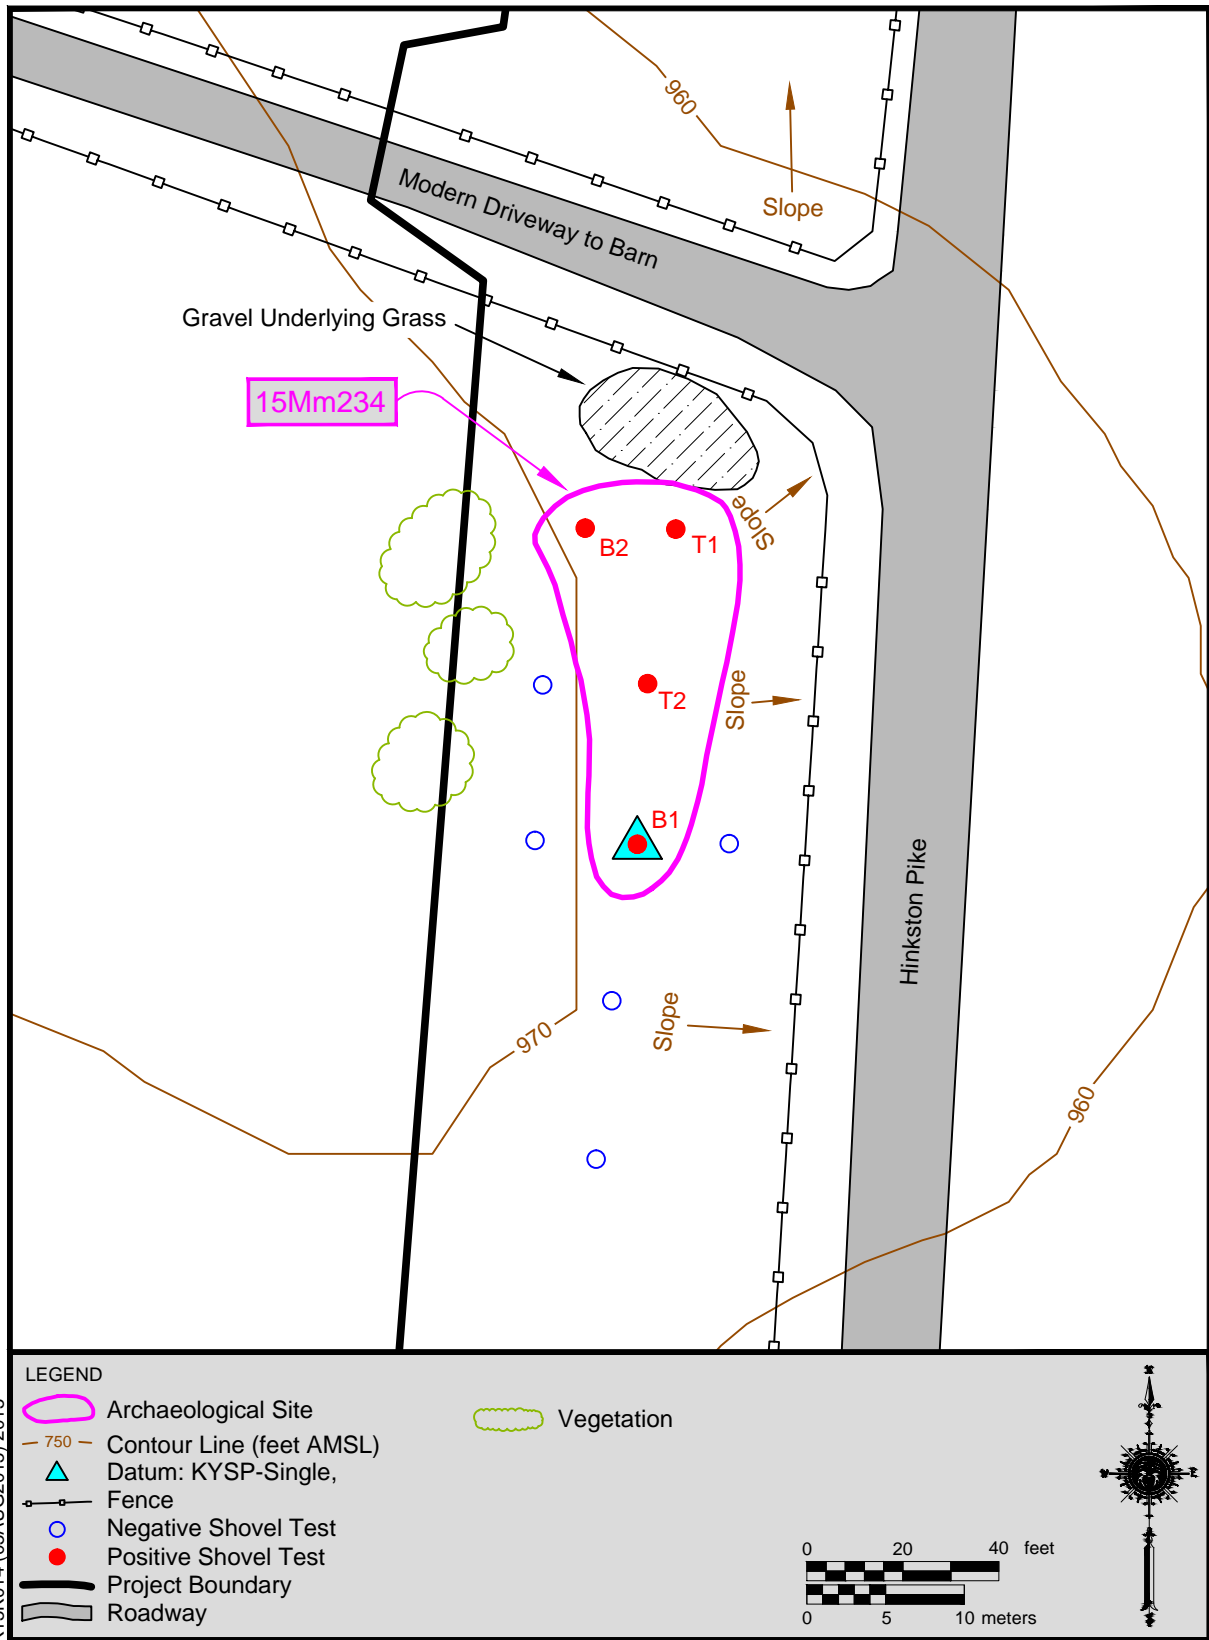 960
Slope
Modern Driveway to Barn
Gravel Underlying Grass
15Mm234
Slope
B2
T1
T2
Slope
B1
Hinkston Pike
Slope
970
960
LEGEND
Archaeological Site
750 Contour Line (feet AMSL)
Datum: KYSP-Single,
Fence
Negative Shovel Test
Positive Shovel Test
Project Boundary
Roadway
Vegetation
0 20 40 feet
0 5 10 meters